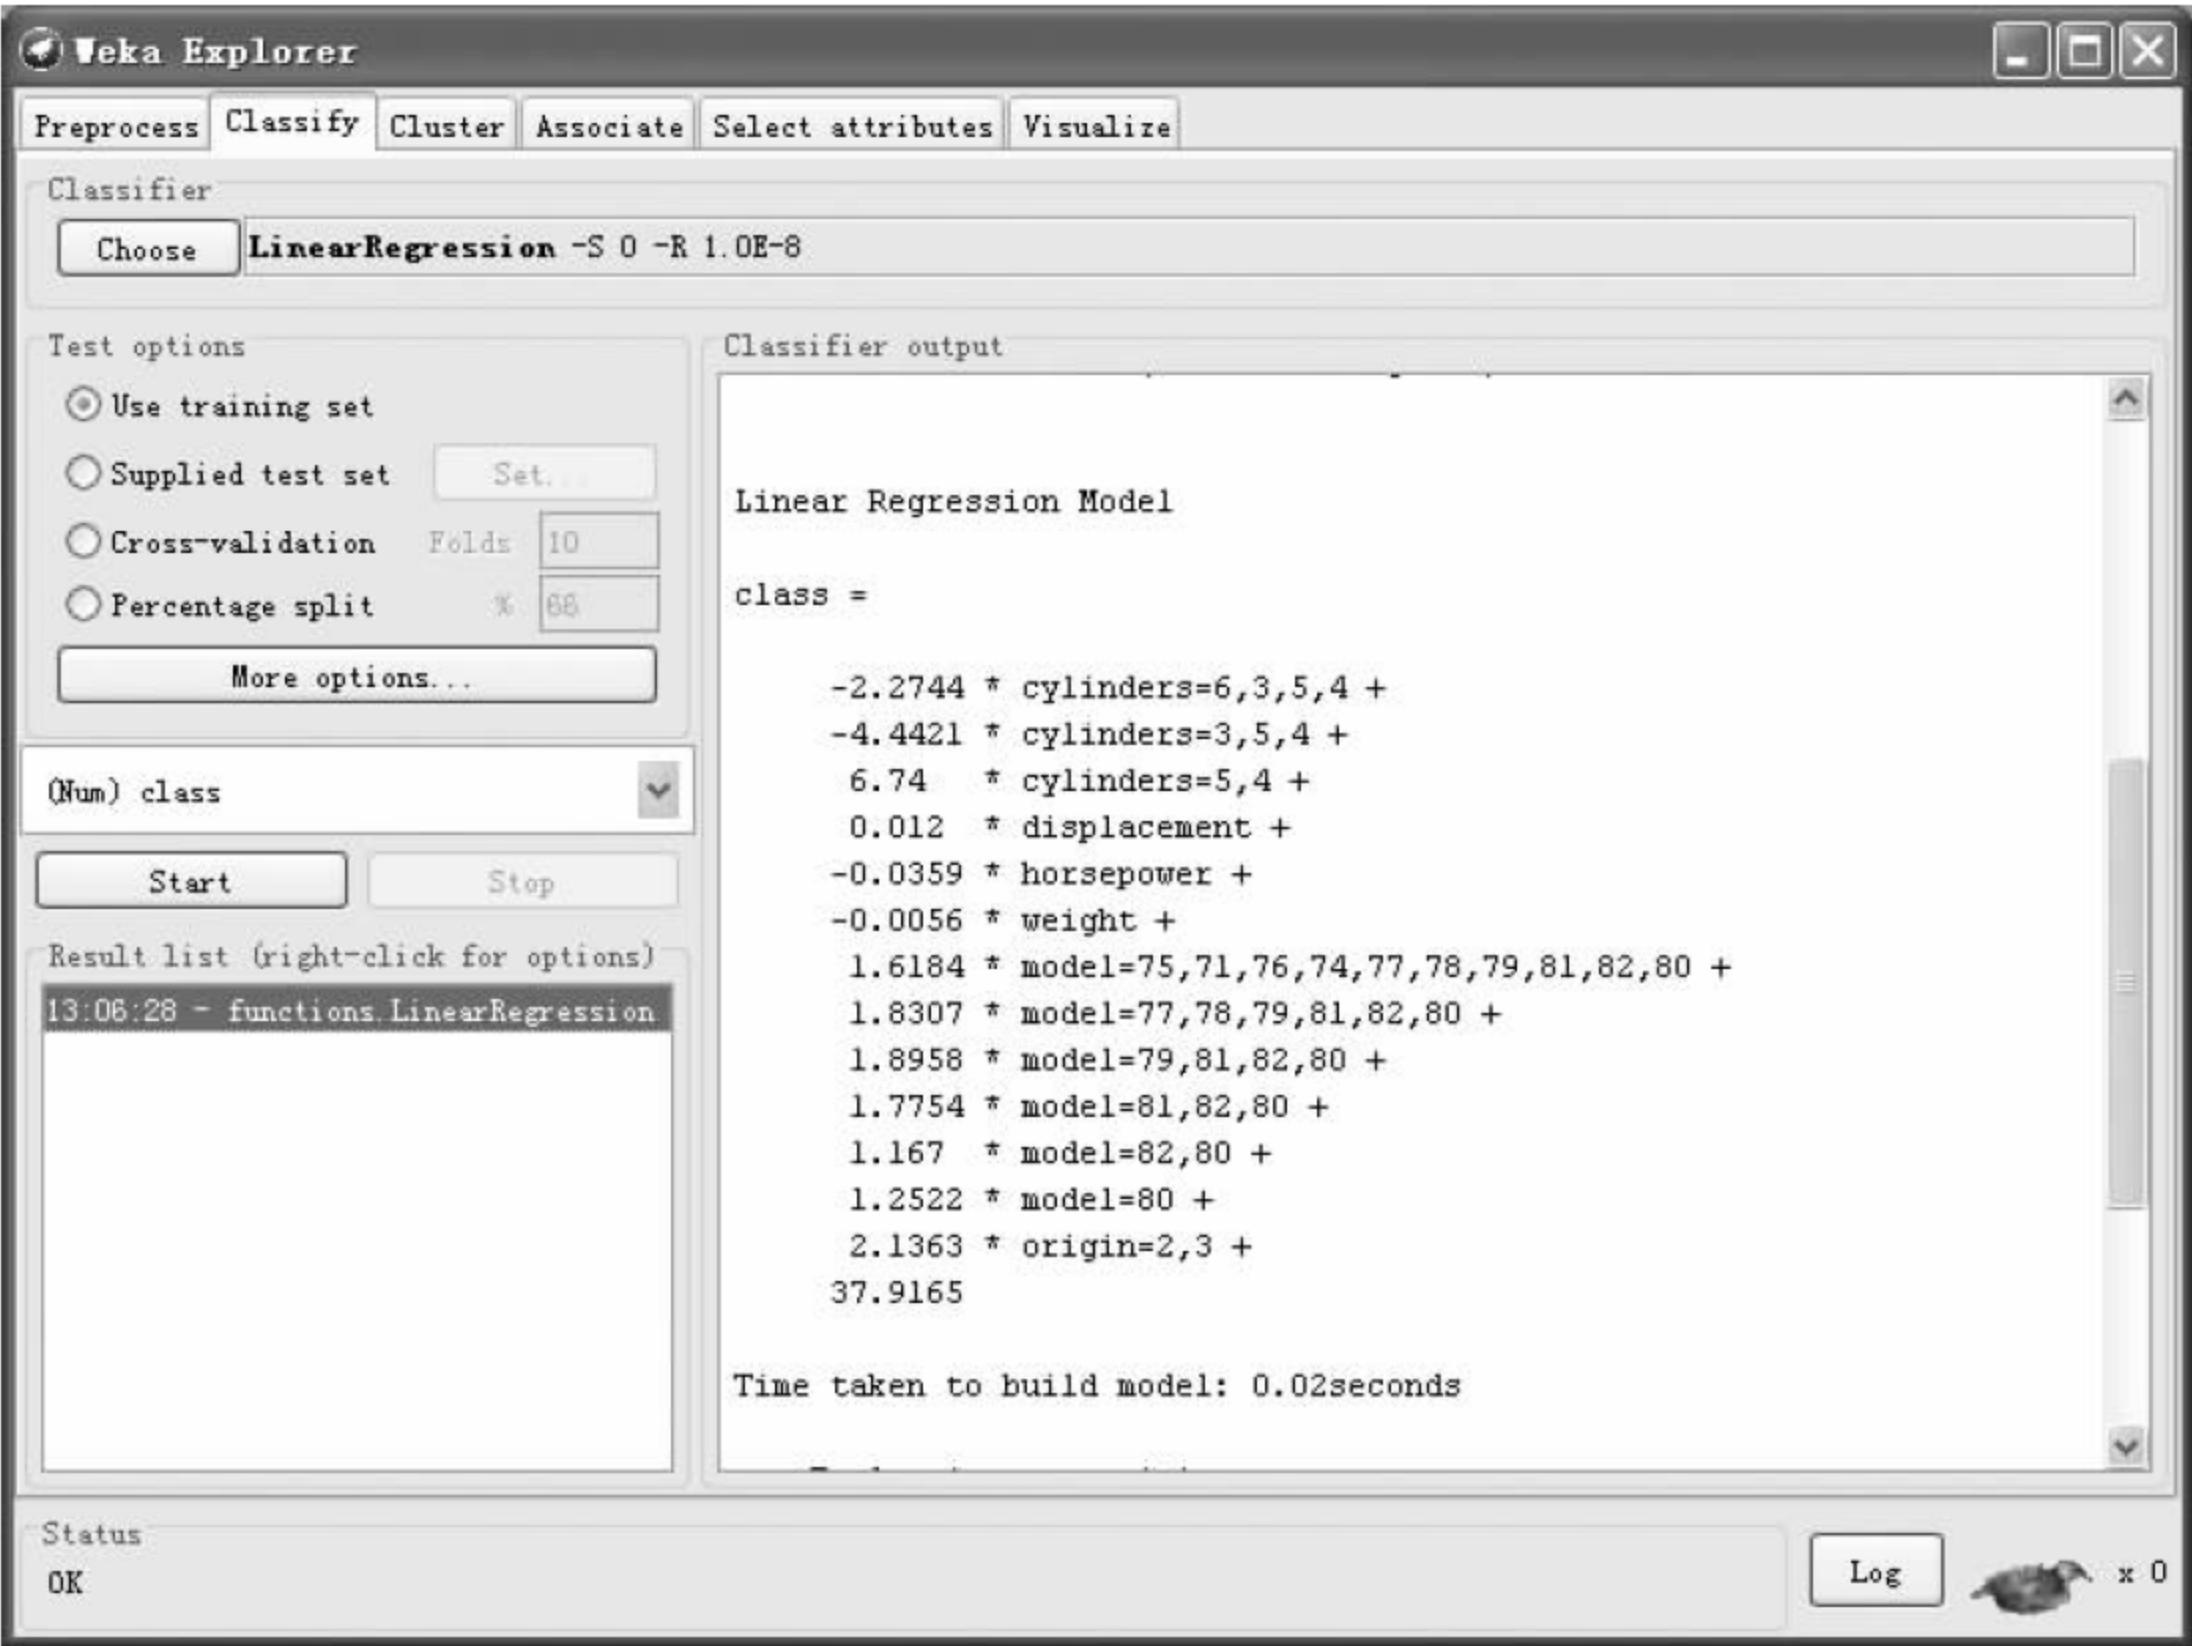 Weka Explorer
Preprocess Classify Cluster Associate Select attributes Visualize
Classifier
Choose LinearRegression -S 0 -R 1.0E-8
Test options
Use training set
Supplied test set Set...
Cross-validation Folds 10
Percentage split % 66
More options...
(Num) class
Start Stop
Result list (right-click for options)
13:06:28 - functions.LinearRegression
Classifier output
Linear Regression Model
class =
-2.2744 * cylinders=6,3,5,4 +
-4.4421 * cylinders=3,5,4 +
6.74 * cylinders=5,4 +
0.012 * displacement +
-0.0359 * horsepower +
-0.0056 * weight +
1.6184 * model=75,71,76,74,77,78,79,81,82,80 +
1.8307 * model=77,78,79,81,82,80 +
1.8958 * model=79,81,82,80 +
1.7754 * model=81,82,80 +
1.167 * model=82,80 +
1.2522 * model=80 +
2.1363 * origin=2,3 +
37.9165
Time taken to build model: 0.02seconds
Status
OK
Log x 0